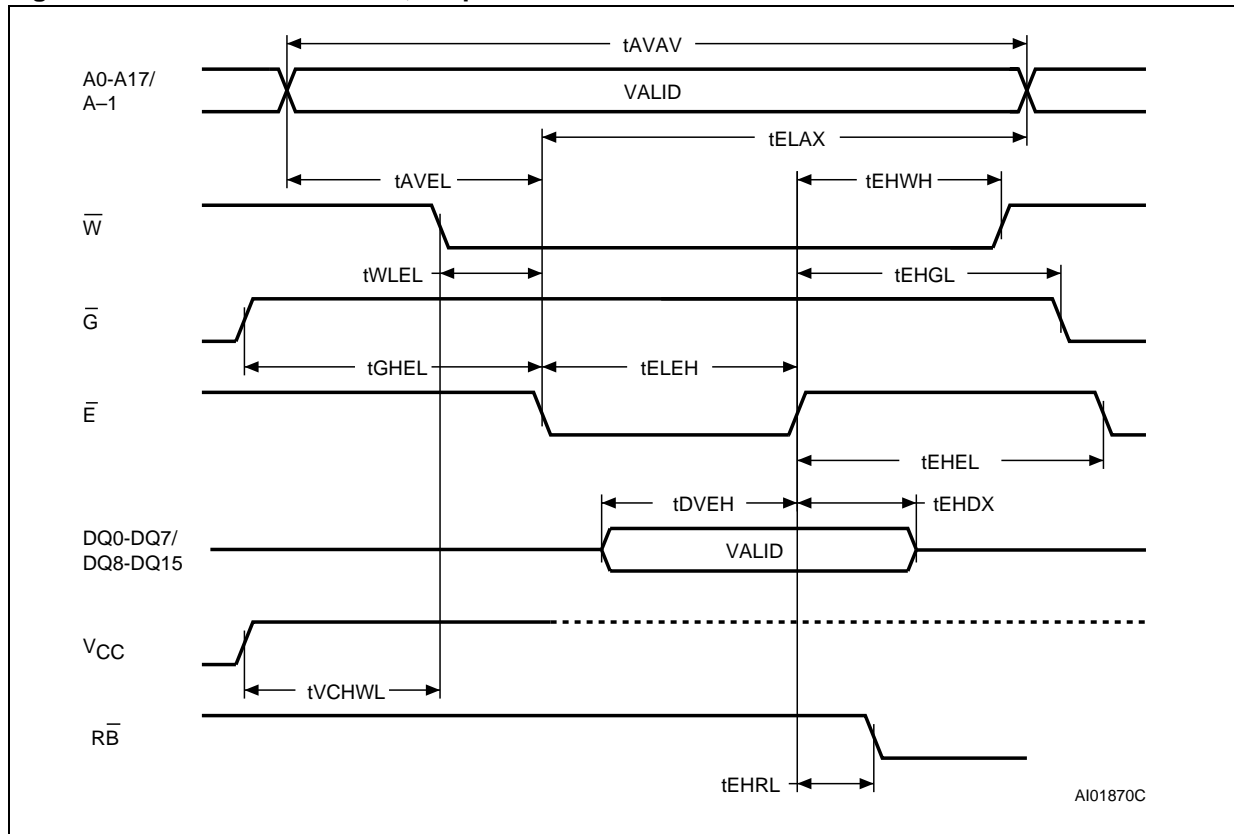 tAVAV
A0-A17/
A–1
VALID
tELAX
tAVEL
tEHWH
W̅
tWLEL
tEHGL
G̅
tGHEL
tELEH
E̅
tEHEL
tDVEH
tEHDX
DQ0-DQ7/
DQ8-DQ15
VALID
VCC
tVCHWL
RB̅
tEHRL
AI01870C